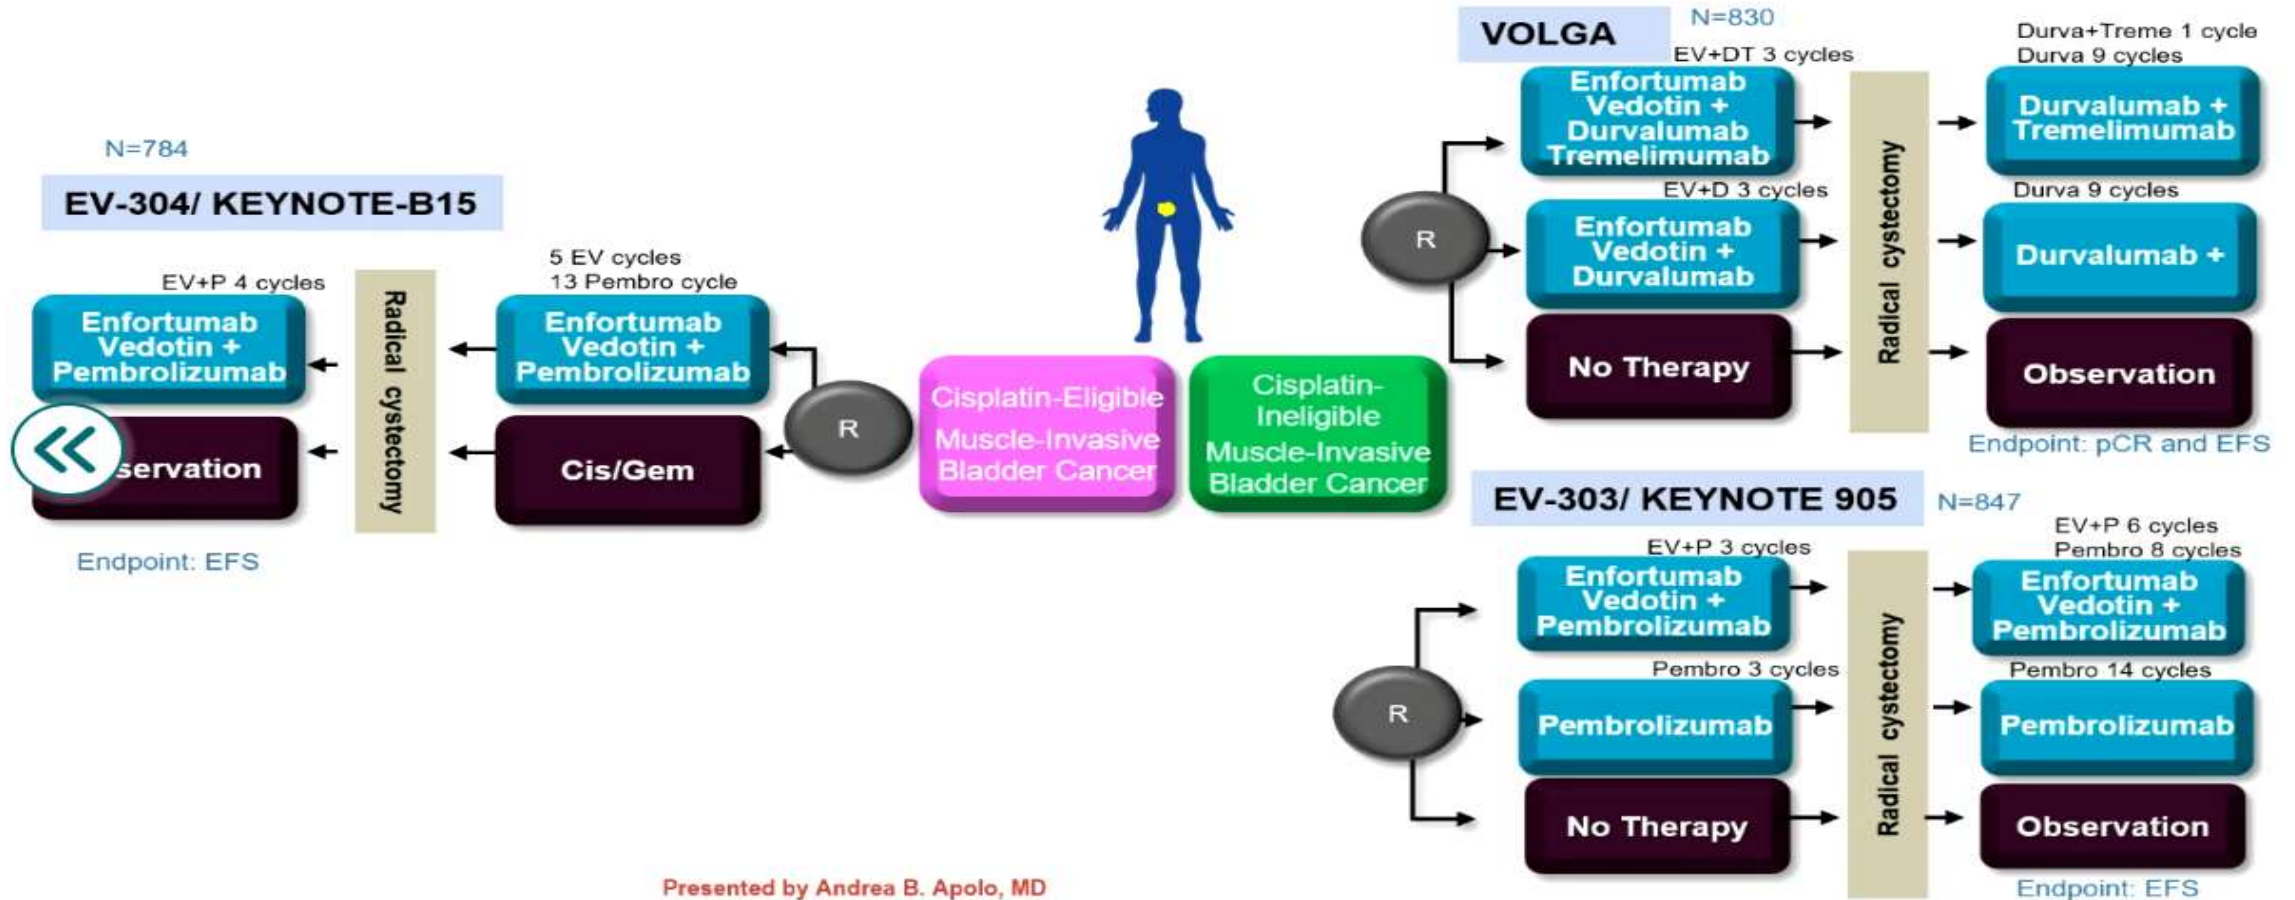 N=784
EV-304/ KEYNOTE-B15
EV+P 4 cycles
Enfortumab
Vedotin +
Pembrolizumab
servation
Radical cystectomy
5 EV cycles
13 Pembro cycle
Enfortumab
Vedotin +
Pembrolizumab
Cis/Gem
R
Endpoint: EFS
Cisplatin-Eligible
Muscle-Invasive
Bladder Cancer
Cisplatin-
Ineligible
Muscle-Invasive
Bladder Cancer
VOLGA
N=830
R
EV+DT 3 cycles
Enfortumab
Vedotin +
Durvalumab
Tremelimumab
EV+D 3 cycles
Enfortumab
Vedotin +
Durvalumab
No Therapy
Radical cystectomy
Durva+Treme 1 cycle
Durva 9 cycles
Durvalumab +
Tremelimumab
Durva 9 cycles
Durvalumab +
Observation
Endpoint: pCR and EFS
EV-303/ KEYNOTE 905
N=847
R
EV+P 3 cycles
Enfortumab
Vedotin +
Pembrolizumab
Pembro 3 cycles
Pembrolizumab
No Therapy
Radical cystectomy
EV+P 6 cycles
Pembro 8 cycles
Enfortumab
Vedotin +
Pembrolizumab
Pembro 14 cycles
Pembrolizumab
Observation
Endpoint: EFS
Presented by Andrea B. Apolo, MD